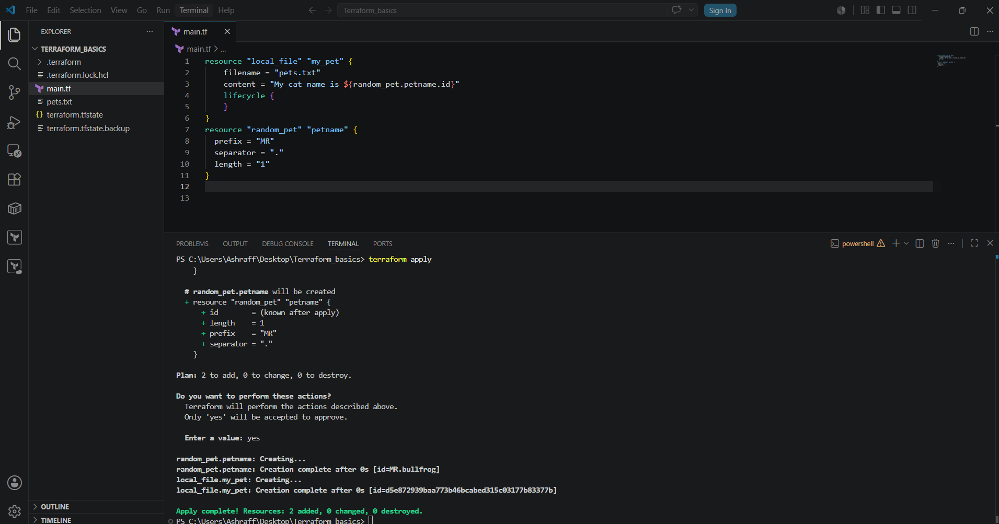 File Edit Selection View Go Run Terminal Help
Terraform_basics
Sign In
EXPLORER
TERRAFORM_BASICS
.terraform
.terraform.lock.hcl
main.tf
pets.txt
terraform.tfstate
terraform.tfstate.backup
OUTLINE
TIMELINE
main.tf
main.tf > ...
1 resource "local_file" "my_pet" {
2     filename = "pets.txt"
3     content = "My cat name is ${random_pet.petname.id}"
4     lifecycle {
5     }
6 }
7 resource "random_pet" "petname" {
8   prefix = "MR"
9   separator = "."
10   length = "1"
11 }
12
13
PROBLEMS OUTPUT DEBUG CONSOLE TERMINAL PORTS
powershell
PS C:\Users\Ashraff\Desktop\Terraform_basics> terraform apply
    }
  # random_pet.petname will be created
  + resource "random_pet" "petname" {
      + id        = (known after apply)
      + length    = 1
      + prefix    = "MR"
      + separator = "."
    }
Plan: 2 to add, 0 to change, 0 to destroy.
Do you want to perform these actions?
  Terraform will perform the actions described above.
  Only 'yes' will be accepted to approve.
  Enter a value: yes
random_pet.petname: Creating...
random_pet.petname: Creation complete after 0s [id=MR.bullfrog]
local_file.my_pet: Creating...
local_file.my_pet: Creation complete after 0s [id=d5e872939baa773b46bcabed315c03177b83377b]
Apply complete! Resources: 2 added, 0 changed, 0 destroyed.
PS C:\Users\Ashraff\Desktop\Terraform_basics>